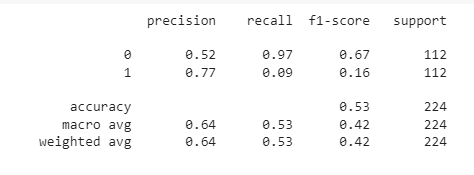 precision recall f1-score support
0 0.52 0.97 0.67 112
1 0.77 0.09 0.16 112
accuracy 0.53 224
macro avg 0.64 0.53 0.42 224
weighted avg 0.64 0.53 0.42 224